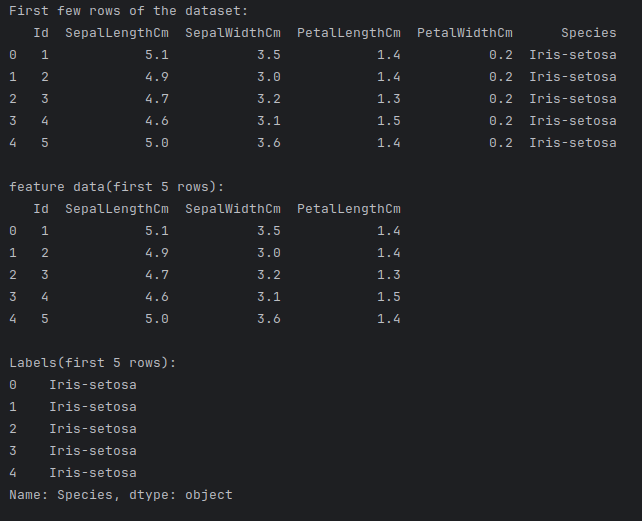 First few rows of the dataset:
   Id  SepalLengthCm  SepalWidthCm  PetalLengthCm  PetalWidthCm      Species
0   1            5.1           3.5            1.4           0.2  Iris-setosa
1   2            4.9           3.0            1.4           0.2  Iris-setosa
2   3            4.7           3.2            1.3           0.2  Iris-setosa
3   4            4.6           3.1            1.5           0.2  Iris-setosa
4   5            5.0           3.6            1.4           0.2  Iris-setosa

feature data(first 5 rows):
   Id  SepalLengthCm  SepalWidthCm  PetalLengthCm
0   1            5.1           3.5            1.4
1   2            4.9           3.0            1.4
2   3            4.7           3.2            1.3
3   4            4.6           3.1            1.5
4   5            5.0           3.6            1.4

Labels(first 5 rows):
0    Iris-setosa
1    Iris-setosa
2    Iris-setosa
3    Iris-setosa
4    Iris-setosa
Name: Species, dtype: object